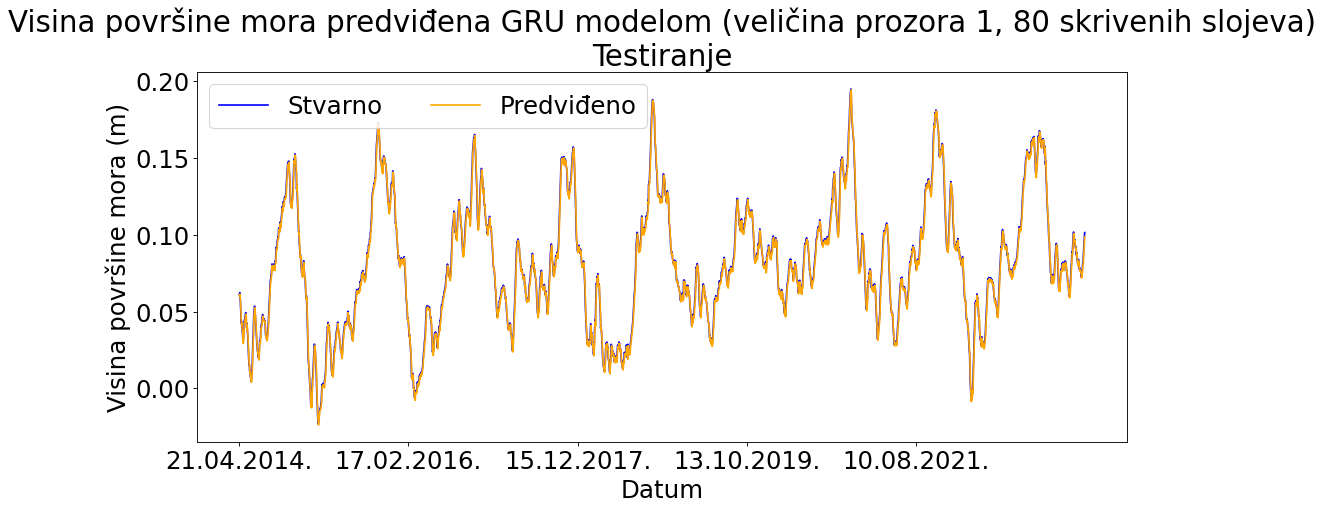 Visina površine mora predviđena GRU modelom (veličina prozora 1, 80 skrivenih slojeva)
Testiranje
Stvarno Predviđeno
Visina površine mora (m)
0.20
0.15
0.10
0.05
0.00
21.04.2014. 17.02.2016. 15.12.2017. 13.10.2019. 10.08.2021.
Datum